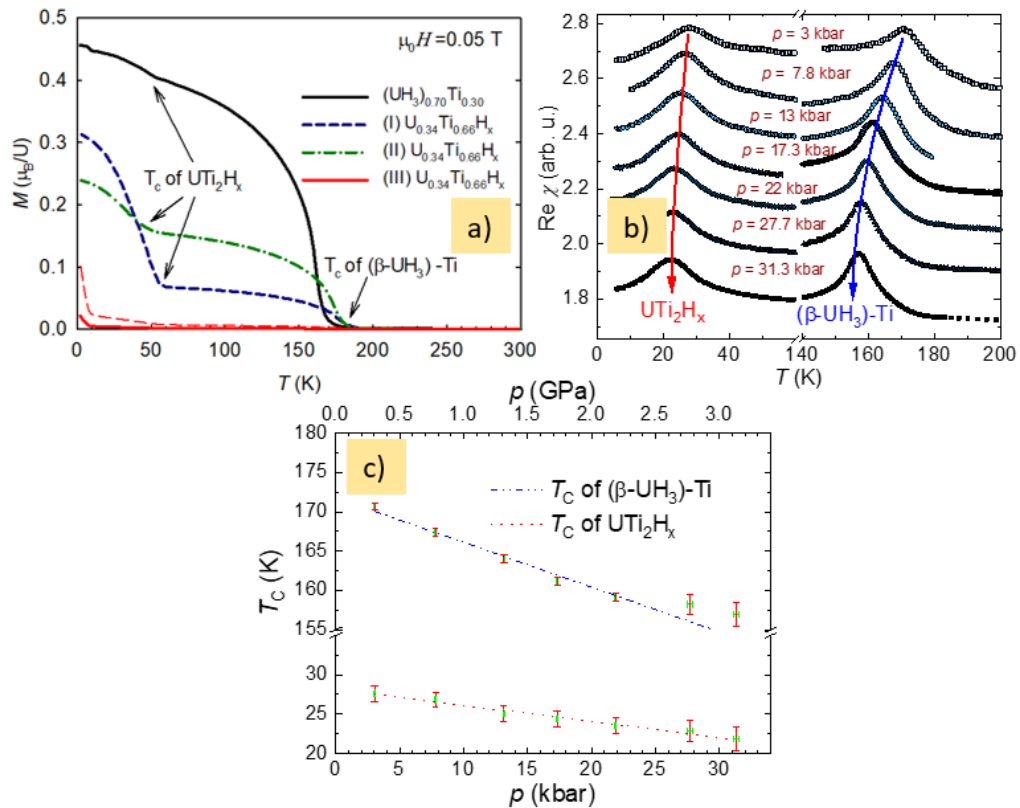 0.5
0.4
0.3
0.2
0.1
0.0
M (μB/U)
μ0H=0.05 T
(UH3)0.70Ti0.30
(I) U0.34Ti0.66Hx
(II) U0.34Ti0.66Hx
(III) U0.34Ti0.66Hx
Tc of UTi2Hx
a)
Tc of (β-UH3) -Ti
0 50 100 150 200 250 300
T (K)
2.8
2.6
2.4
2.2
2.0
1.8
Re χ (arb. u.)
p = 3 kbar
p = 7.8 kbar
p = 13 kbar
p = 17.3 kbar
p = 22 kbar
p = 27.7 kbar
p = 31.3 kbar
b)
UTi2Hx
(β-UH3)-Ti
0 20 40 60 140 160 180 200
T (K)
p (GPa)
0.0 0.5 1.0 1.5 2.0 2.5 3.0
180
175
170
165
160
155
30
25
20
TC (K)
c)
TC of (β-UH3)-Ti
TC of UTi2Hx
0 5 10 15 20 25 30
p (kbar)